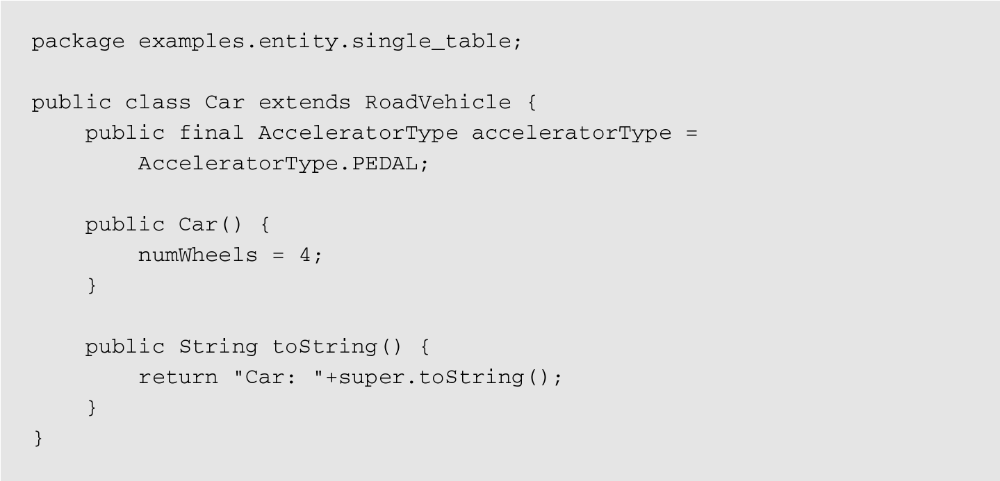 package examples.entity.single_table;
public class Car extends RoadVehicle {
public final AcceleratorType acceleratorType =
AcceleratorType.PEDAL;
public Car() {
numWheels = 4;
}
public String toString() {
return "Car: "+super.toString();
}
}